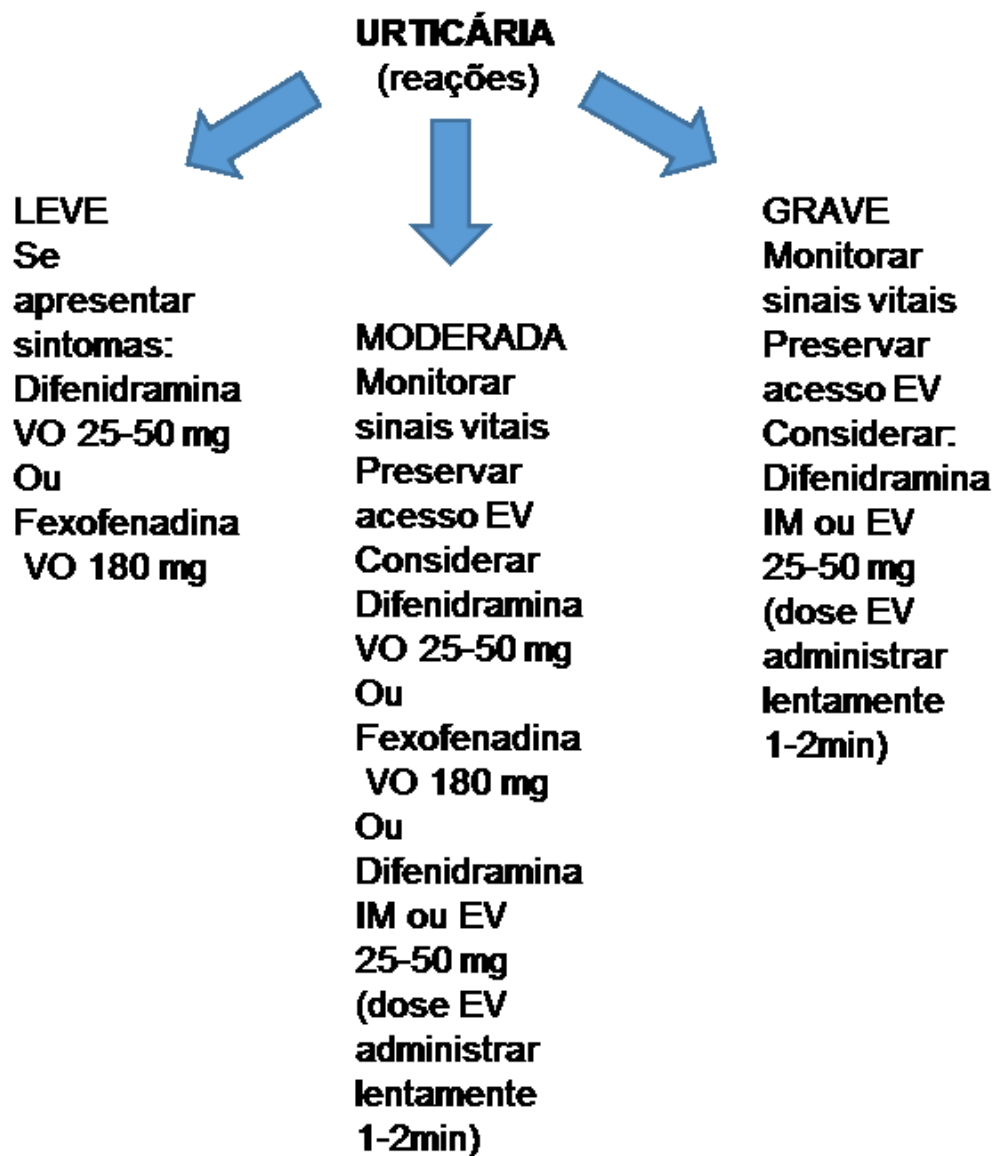 URTICÁRIA
(reações)
LEVE
Se
apresentar
sintomas:
Difenidramina
VO 25-50 mg
Ou
Fexofenadina
VO 180 mg
MODERADA
Monitorar
sinais vitais
Preservar
acesso EV
Considerar
Difenidramina
VO 25-50 mg
Ou
Fexofenadina
VO 180 mg
Ou
Difenidramina
IM ou EV
25-50 mg
(dose EV
administrar
lentamente
1-2min)
GRAVE
Monitorar
sinais vitais
Preservar
acesso EV
Considerar:
Difenidramina
IM ou EV
25-50 mg
(dose EV
administrar
lentamente
1-2min)